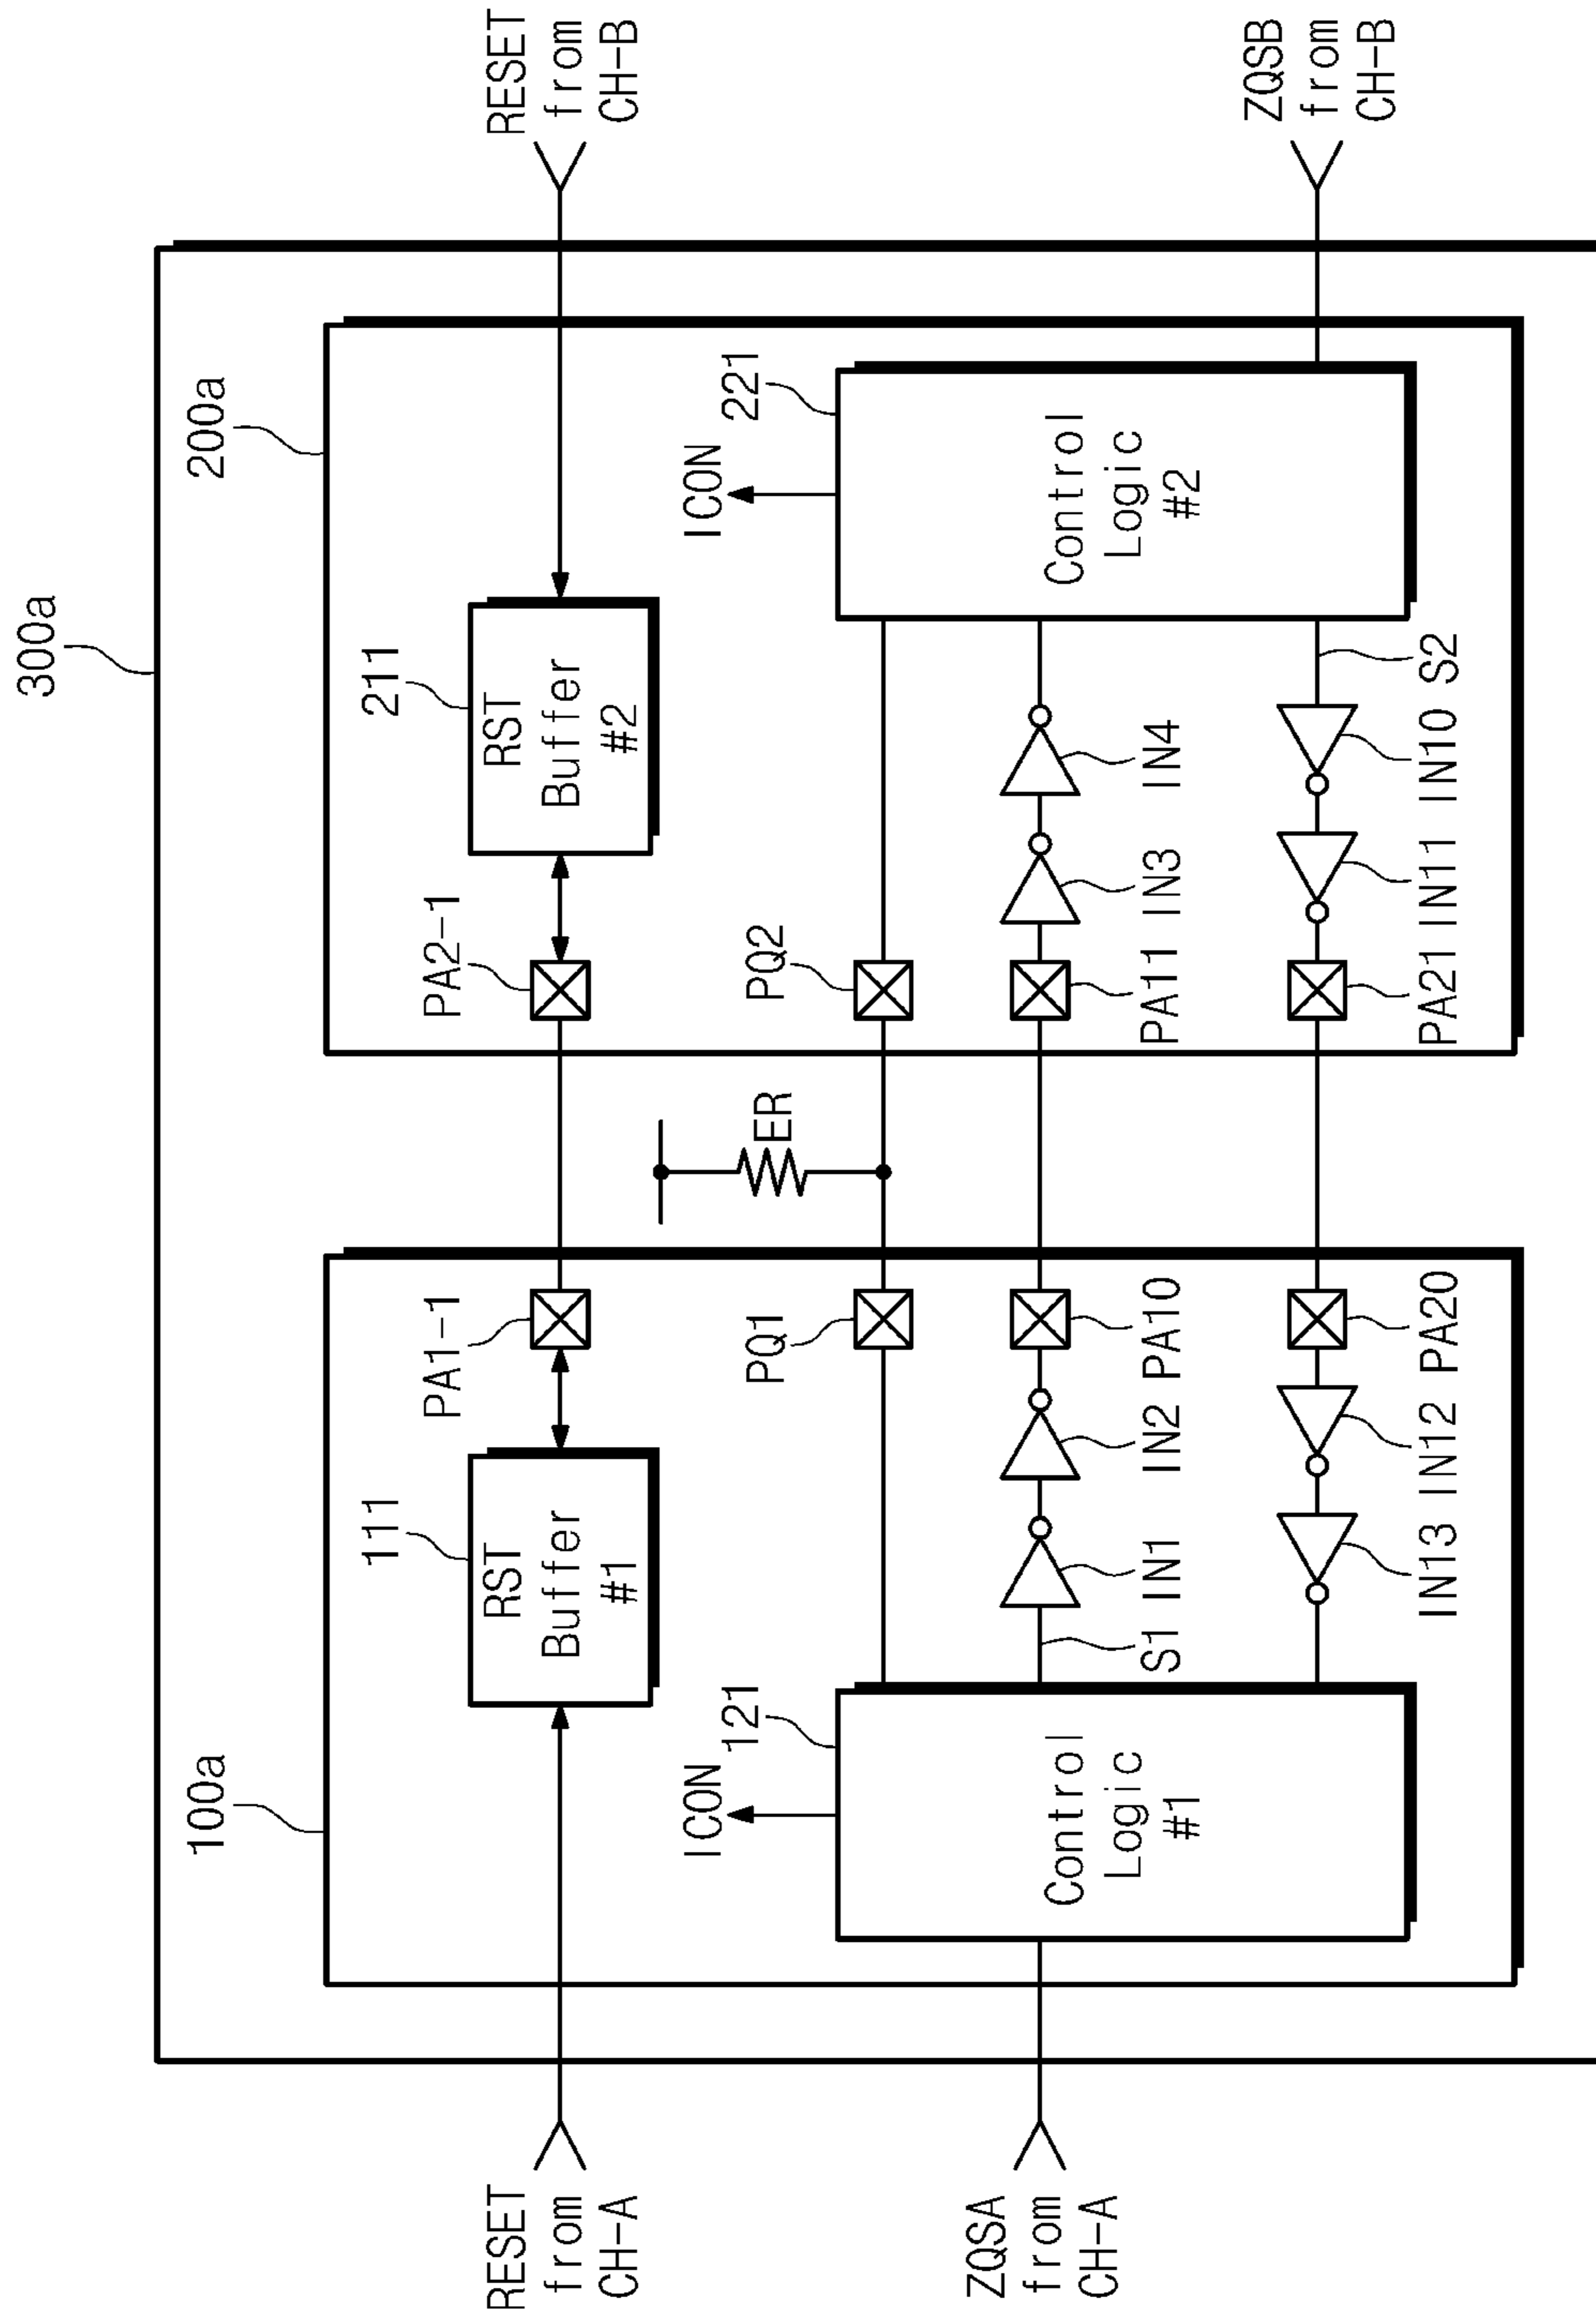 300a
100a
200a
111
RST
Buffer
#1
PA1-1
PA2-1
211
RST
Buffer
#2
RESET
from
CH-A
RESET
from
CH-B
ER
ICON
121
PQ1
PQ2
ICON
221
ZQSA
from
CH-A
Control
Logic
#1
S1
IN1
IN2
PA10
PA11
IN3
IN4
Control
Logic
#2
ZQSB
from
CH-B
IN13
IN12
PA20
PA21
IN11
IN10
S2